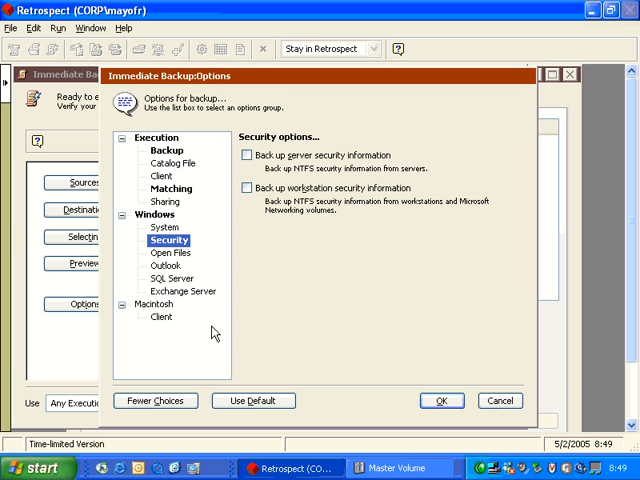 Retrospect (CORP\mayofr)
File Edit Run Window Help
Stay in Retrospect
Immediate Ba
Ready to e
Verify your
Sources
Destinatio
Selectin
Preview
Options
Use Any Executio
Immediate Backup:Options
Options for backup...
Use the list box to select an options group.
Execution
Backup
Catalog File
Client
Matching
Sharing
Windows
System
Security
Open Files
Outlook
SQL Server
Exchange Server
Macintosh
Client
Security options...
Back up server security information
Back up NTFS security information from servers.
Back up workstation security information
Back up NTFS security information from workstations and Microsoft
Networking volumes.
Fewer Choices
Use Default
OK
Cancel
Time-limited Version
5/2/2005 8:49
start
Retrospect (CO...
Master Volume
8:49